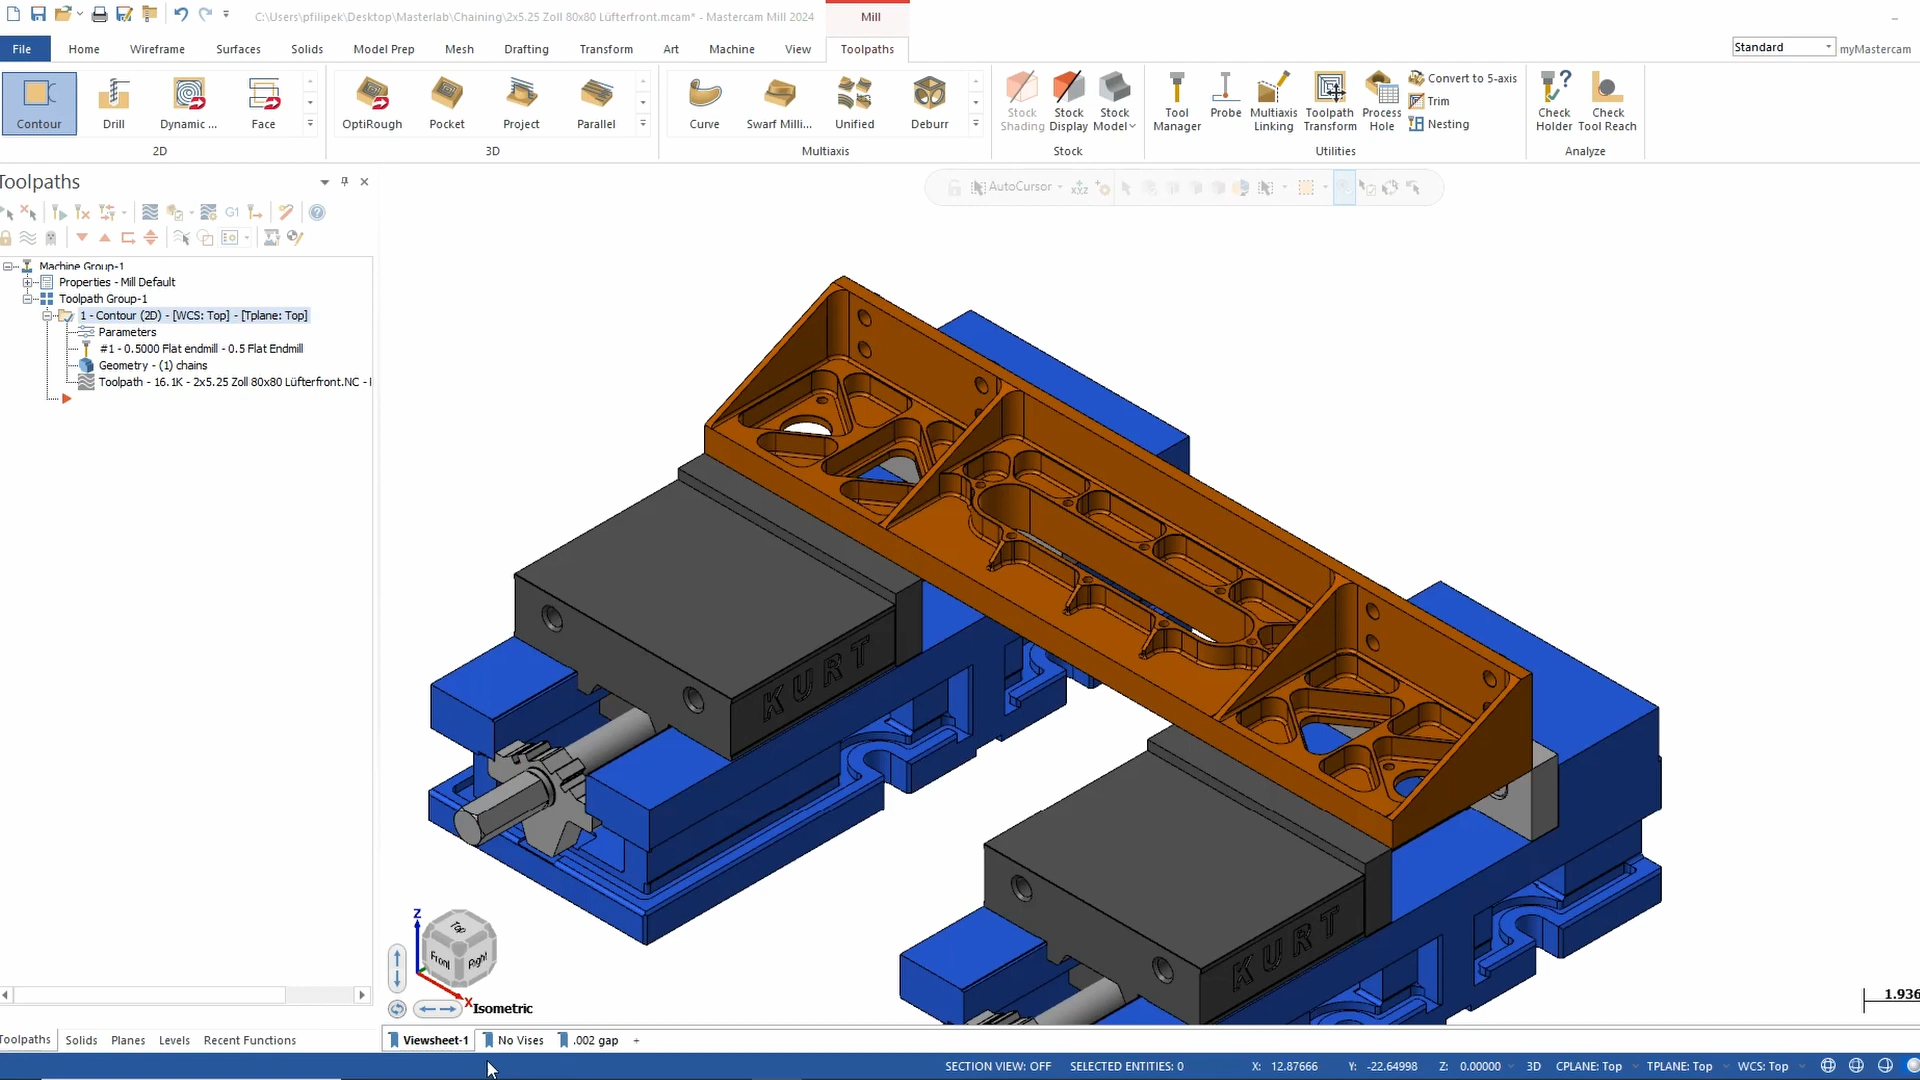 C:\Users\pfilipek\Desktop\Masterlab\Chaining\2x5.25 Zoll 80x80 Lüfterfront.mcam* - Mastercam Mill 2024
Mill
File Home Wireframe Surfaces Solids Model Prep Mesh Drafting Transform Art Machine View Toolpaths
Standard myMastercam
Contour Drill Dynamic ... Face
2D
OptiRough Pocket Project Parallel
3D
Curve Swarf Milli... Unified Deburr
Multiaxis
Stock Shading Stock Display Stock Model
Stock
Tool Manager Probe Multiaxis Linking Toolpath Transform Process Hole
Convert to 5-axis
Trim
Nesting
Utilities
Check Holder Check Tool Reach
Analyze
Toolpaths
AutoCursor
xyz
G1
Machine Group-1
Properties - Mill Default
Toolpath Group-1
1 - Contour (2D) - [WCS: Top] - [Tplane: Top]
Parameters
#1 - 0.5000 Flat endmill - 0.5 Flat Endmill
Geometry - (1) chains
Toolpath - 16.1K - 2x5.25 Zoll 80x80 Lüfterfront.NC -
KURT
KURT
Z
Top
Front
Right
X
Isometric
1.936
Toolpaths Solids Planes Levels Recent Functions
Viewsheet-1 No Vises .002 gap +
SECTION VIEW: OFF SELECTED ENTITIES: 0 X: 12.87666 Y: -22.64998 Z: 0.00000 3D CPLANE: Top TPLANE: Top WCS: Top